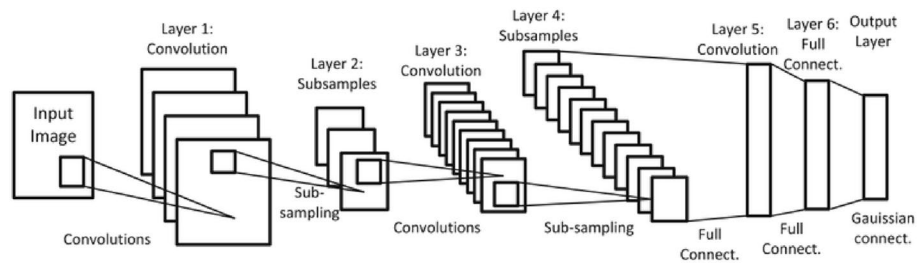 Layer 1:
Convolution
Layer 2:
Subsamples
Layer 3:
Convolution
Layer 4:
Subsamples
Layer 5:
Convolution
Layer 6:
Full
Connect.
Output
Layer
Input
Image
Convolutions
Sub-
sampling
Convolutions
Sub-sampling
Full
Connect.
Full
Connect.
Gauissian
connect.